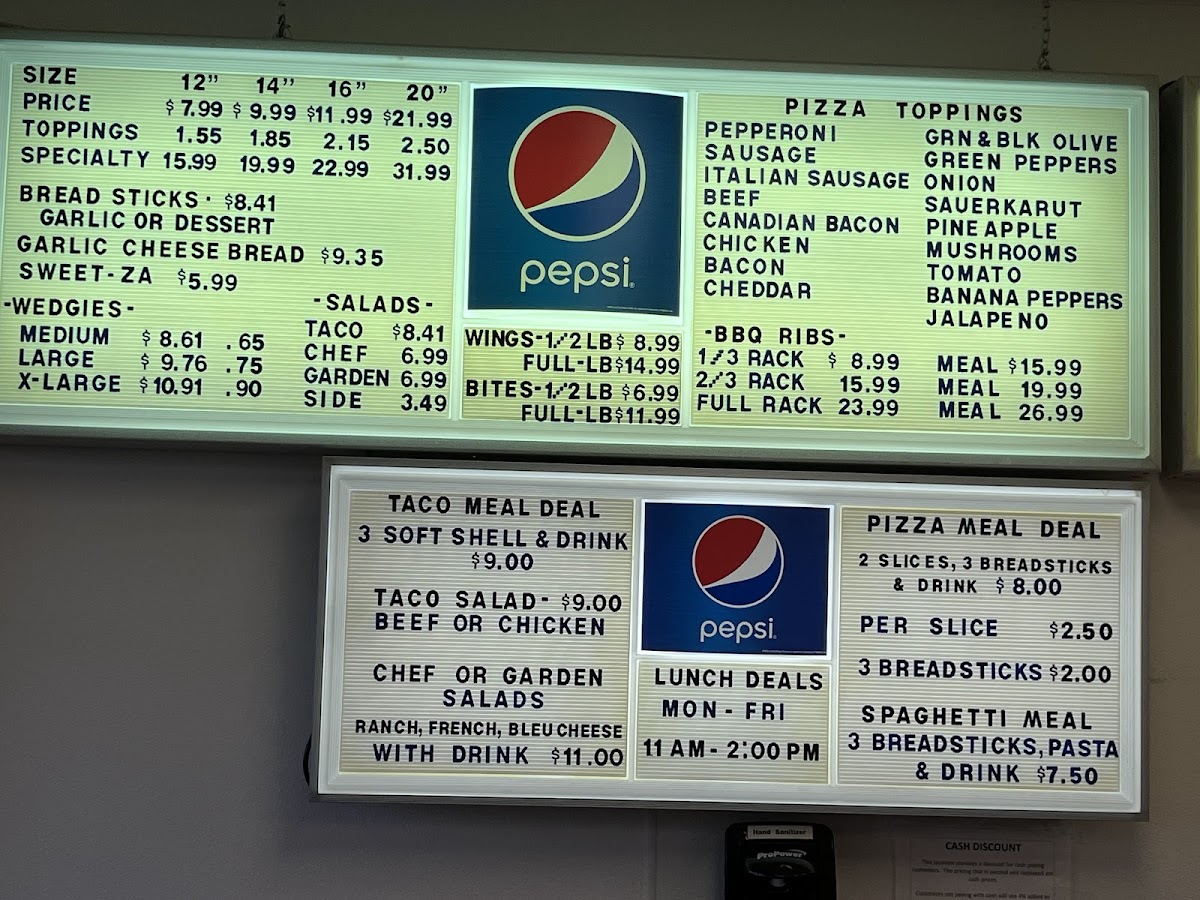 SIZE 12" 14" 16" 20"
PRICE $7.99 $9.99 $11.99 $21.99
TOPPINGS 1.55 1.85 2.15 2.50
SPECIALTY 15.99 19.99 22.99 31.99
BREAD STICKS· $8.41
GARLIC OR DESSERT
GARLIC CHEESE BREAD $9.35
SWEET-ZA $5.99
-WEDGIES-
MEDIUM $8.61 .65
LARGE $9.76 .75
X-LARGE $10.91 .90
-SALADS-
TACO $8.41
CHEF 6.99
GARDEN 6.99
SIDE 3.49
pepsi
WINGS-1/2 LB $8.99
FULL-LB $14.99
BITES-1/2 LB $6.99
FULL-LB $11.99
PIZZA TOPPINGS
PEPPERONI
SAUSAGE
ITALIAN SAUSAGE
BEEF
CANADIAN BACON
CHICKEN
BACON
CHEDDAR
GRN & BLK OLIVE
GREEN PEPPERS
ONION
SAUERKARUT
PINEAPPLE
MUSHROOMS
TOMATO
BANANA PEPPERS
JALAPENO
-BBQ RIBS-
1/3 RACK $8.99 MEAL $15.99
2/3 RACK 15.99 MEAL 19.99
FULL RACK 23.99 MEAL 26.99
TACO MEAL DEAL
3 SOFT SHELL & DRINK
$9.00
TACO SALAD- $9.00
BEEF OR CHICKEN
CHEF OR GARDEN
SALADS
RANCH, FRENCH, BLEU CHEESE
WITH DRINK $11.00
pepsi
LUNCH DEALS
MON - FRI
11 AM - 2:00 PM
PIZZA MEAL DEAL
2 SLICES, 3 BREADSTICKS
& DRINK $8.00
PER SLICE $2.50
3 BREADSTICKS $2.00
SPAGHETTI MEAL
3 BREADSTICKS, PASTA
& DRINK $7.50
Hand Sanitizer
ProPower
CASH DISCOUNT